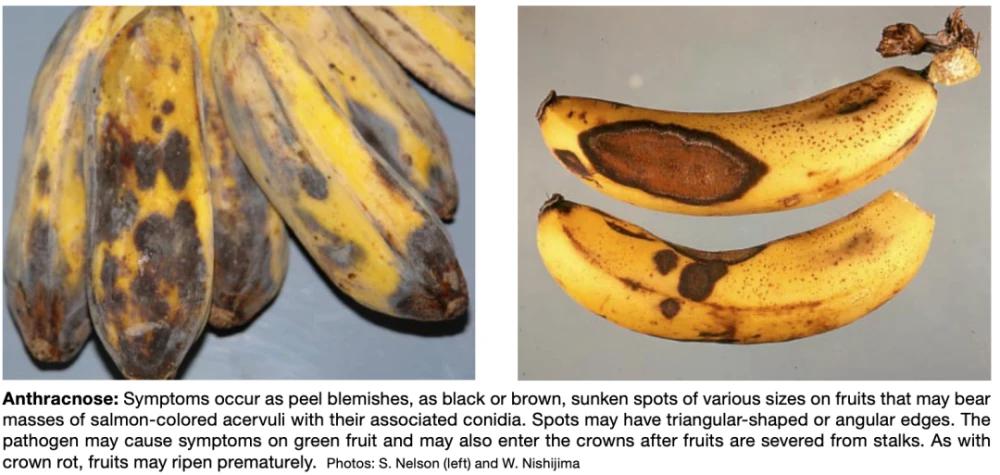 Anthracnose: Symptoms occur as peel blemishes, as black or brown, sunken spots of various sizes on fruits that may bear
masses of salmon-colored acervuli with their associated conidia. Spots may have triangular-shaped or angular edges. The
pathogen may cause symptoms on green fruit and may also enter the crowns after fruits are severed from stalks. As with
crown rot, fruits may ripen prematurely. Photos: S. Nelson (left) and W. Nishijima